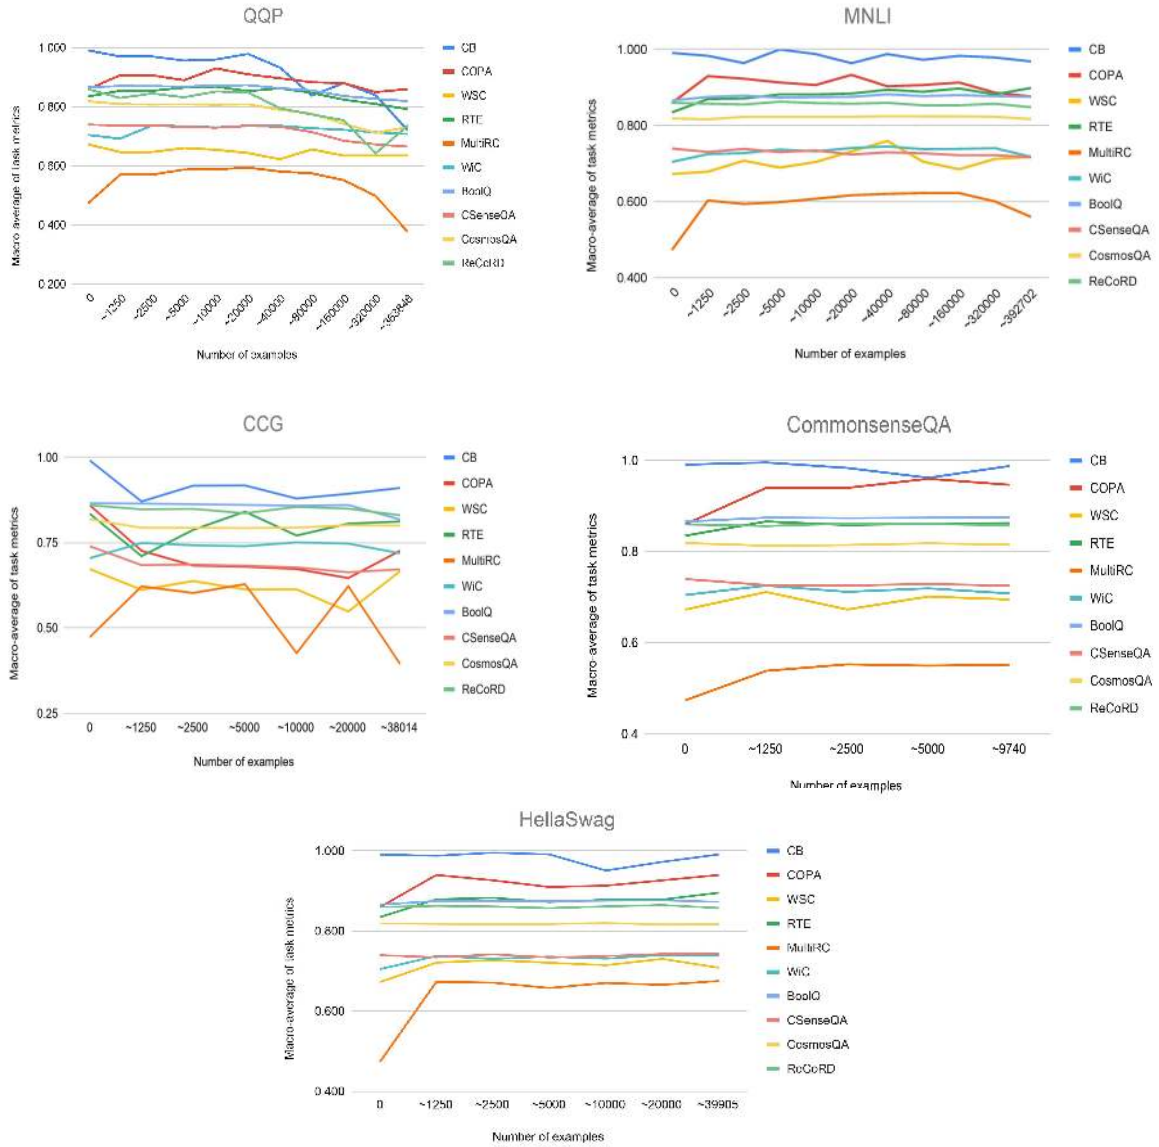 QQP
Macro-average of task metrics
1.000
0.800
0.600
0.400
0.200
0
~1250
~2500
~5000
~10000
~20000
~40000
~80000
~160000
~320000
~363846
Number of examples
CB
COPA
WSC
RTE
MultiRC
WiC
BoolQ
CSenseQA
CosmosQA
ReCoRD
MNLI
Macro-average of task metrics
1.000
0.800
0.600
0.400
0
~1250
~2500
~5000
~10000
~20000
~40000
~80000
~160000
~320000
~392702
Number of examples
CB
COPA
WSC
RTE
MultiRC
WiC
BoolQ
CSenseQA
CosmosQA
ReCoRD
CCG
Macro-average of task metrics
1.00
0.75
0.50
0.25
0
~1250
~2500
~5000
~10000
~20000
~38014
Number of examples
CB
COPA
WSC
RTE
MultiRC
WiC
BoolQ
CSenseQA
CosmosQA
ReCoRD
CommonsenseQA
Macro-average of task metrics
1.0
0.8
0.6
0.4
0
~1250
~2500
~5000
~9740
Number of examples
CB
COPA
WSC
RTE
MultiRC
WiC
BoolQ
CSenseQA
CosmosQA
ReCoRD
HellaSwag
Macro-average of task metrics
1.000
0.800
0.600
0.400
0
~1250
~2500
~5000
~10000
~20000
~39905
Number of examples
CB
COPA
WSC
RTE
MultiRC
WiC
BoolQ
CSenseQA
CosmosQA
ReCoRD